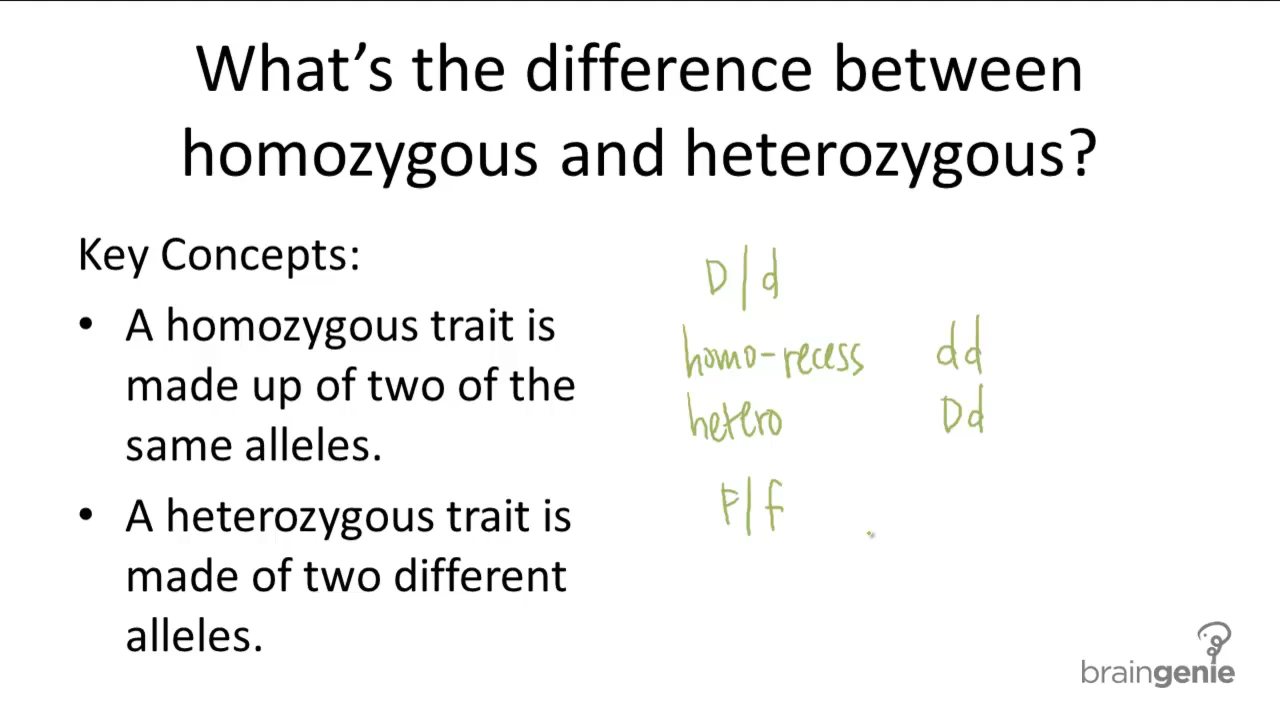 What's the difference between
homozygous and heterozygous?
Key Concepts:
• A homozygous trait is
made up of two of the
same alleles.
• A heterozygous trait is
made of two different
alleles.
D|d
homo-recess dd
hetero Dd
F|f
braingenie